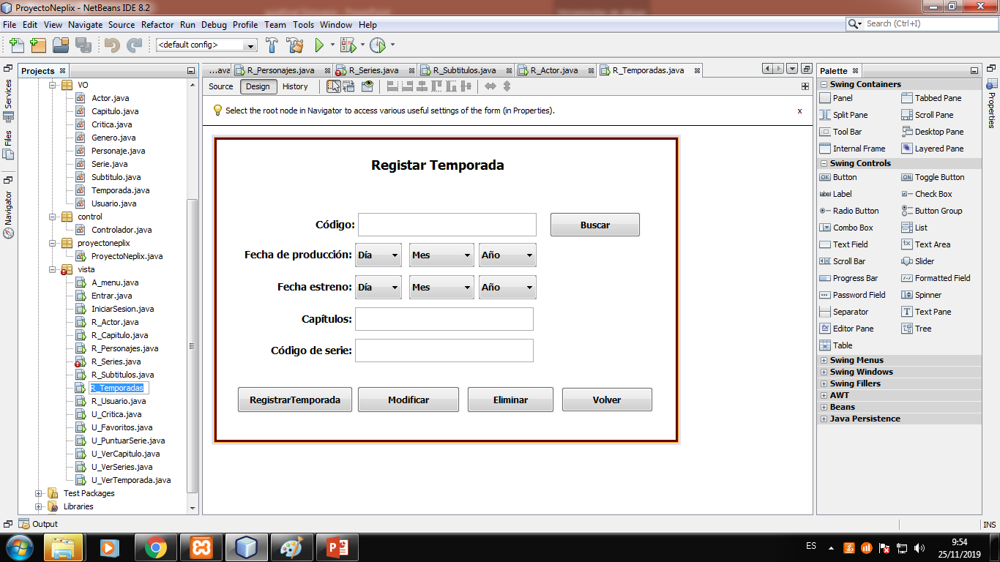 ProyectoNeplix - NetBeans IDE 8.2
File Edit View Navigate Source Refactor Run Debug Profile Team Tools Window Help
Search (Ctrl+I)
<default config>
Projects
...ava R_Personajes.java R_Series.java R_Subtitulos.java R_Actor.java R_Temporadas.java
Source Design History
Select the root node in Navigator to access various useful settings of the form (in Properties).
x
Services
Files
Navigator
VO
Actor.java
Capitulo.java
Critica.java
Genero.java
Personaje.java
Serie.java
Subtitulo.java
Temporada.java
Usuario.java
control
Controlador.java
proyectoneplix
ProyectoNeplix.java
vista
A_menu.java
Entrar.java
IniciarSesion.java
R_Actor.java
R_Capitulo.java
R_Personajes.java
R_Series.java
R_Subtitulos.java
R_Temporadas
R_Usuario.java
U_Critica.java
U_Favoritos.java
U_PuntuarSerie.java
U_VerCapitulo.java
U_VerSeries.java
U_VerTemporada.java
Test Packages
Libraries
Registar Temporada
Código:
Buscar
Fecha de producción: Día Mes Año
Fecha estreno: Día Mes Año
Capítulos:
Código de serie:
RegistrarTemporada Modificar Eliminar Volver
Palette
Swing Containers
Panel Tabbed Pane
Split Pane Scroll Pane
Tool Bar Desktop Pane
Internal Frame Layered Pane
Swing Controls
OK Button ON Toggle Button
label Label Check Box
Radio Button Button Group
Combo Box List
Text Field Text Area
Scroll Bar Slider
Progress Bar Formatted Field
Password Field Spinner
Separator Text Pane
Editor Pane Tree
Table
Swing Menus
Swing Windows
Swing Fillers
AWT
Beans
Java Persistence
Properties
Output
INS
ES
9:54
25/11/2019